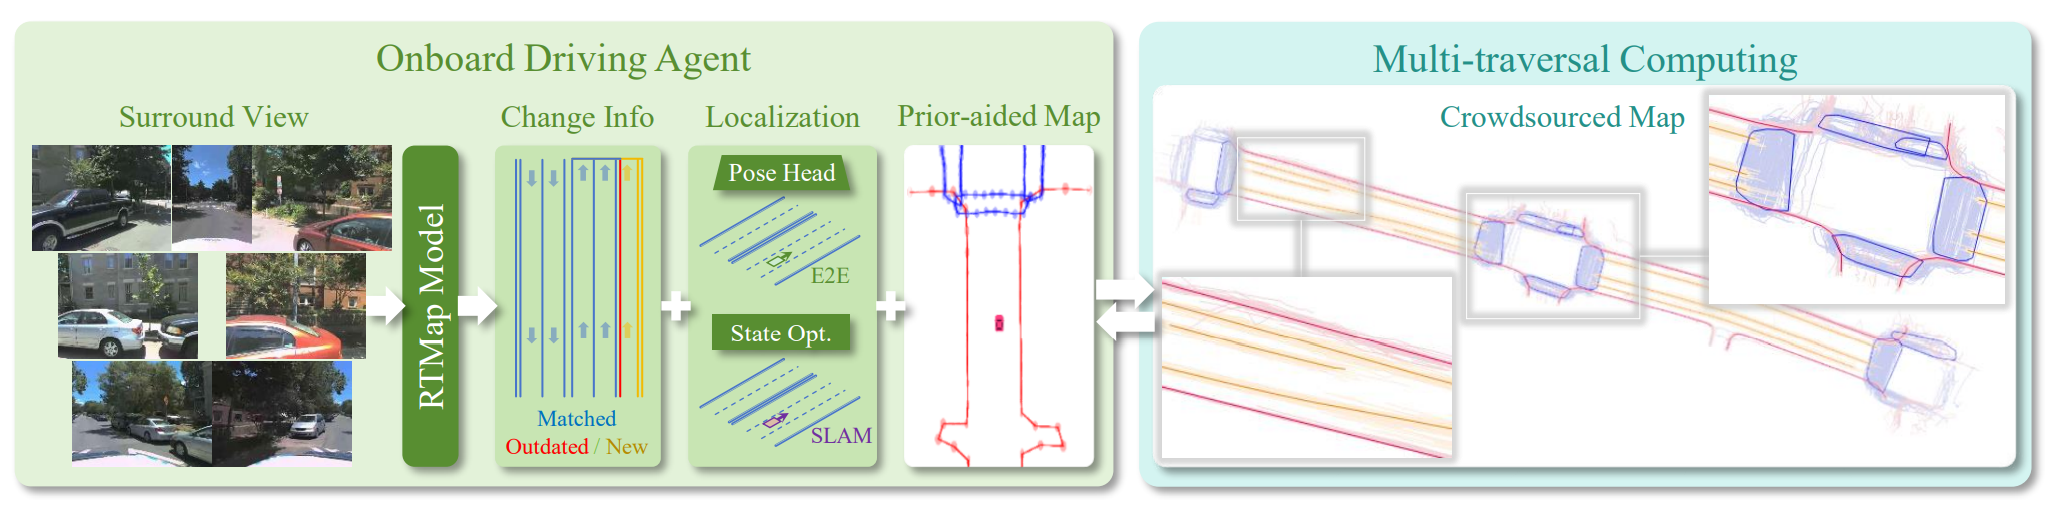 Onboard Driving Agent
Surround View
RTMap Model
Change Info
Matched
Outdated / New
Localization
Pose Head
E2E
State Opt.
SLAM
Prior-aided Map
Multi-traversal Computing
Crowdsourced Map